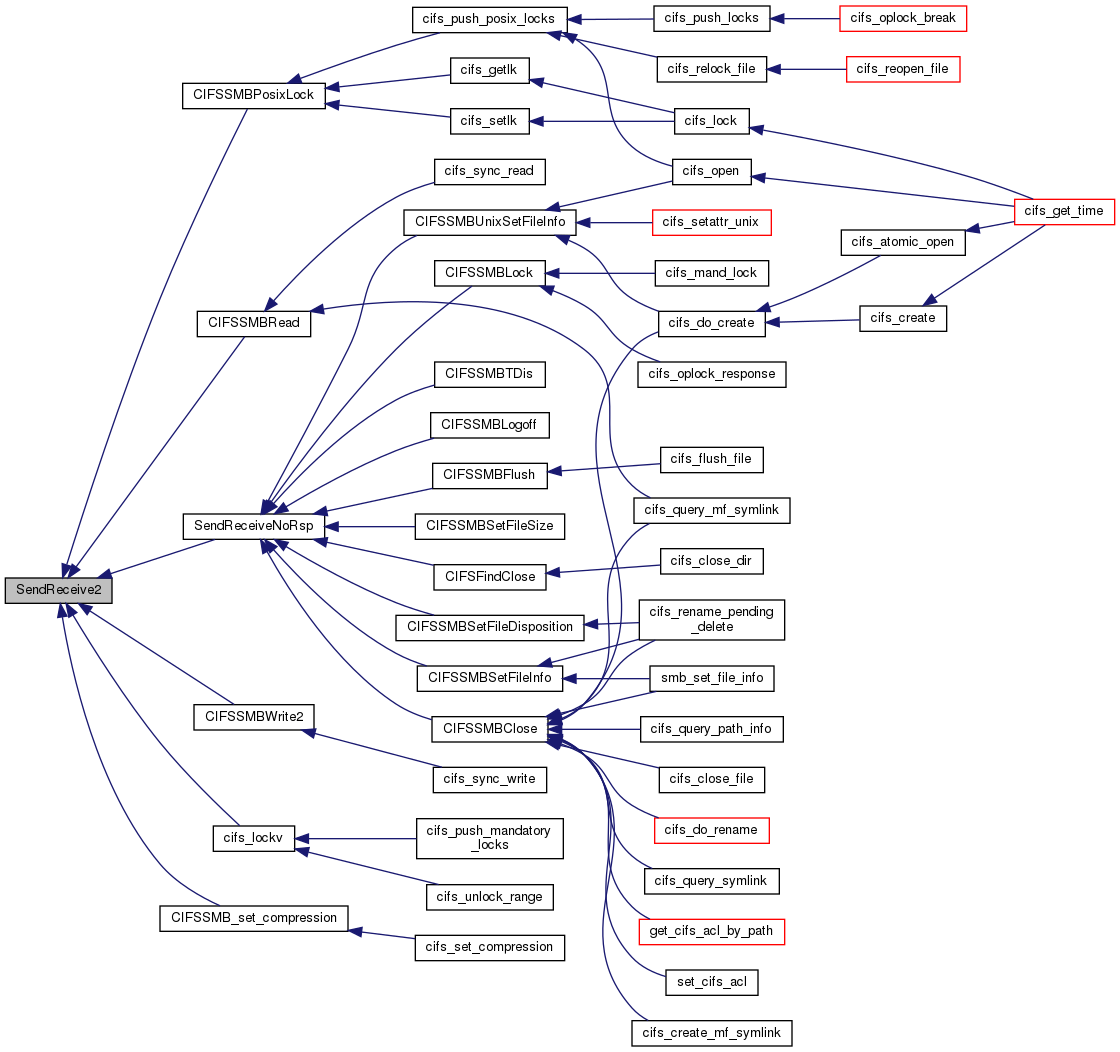 cifs_push_posix_locks
cifs_push_locks
cifs_oplock_break
cifs_getlk
cifs_relock_file
cifs_reopen_file
CIFSSMBPosixLock
cifs_setlk
cifs_lock
cifs_sync_read
cifs_open
CIFSSMBUnixSetFileInfo
cifs_setattr_unix
cifs_get_time
cifs_atomic_open
CIFSSMBLock
cifs_mand_lock
CIFSSMBRead
cifs_do_create
cifs_create
CIFSSMBTDis
cifs_oplock_response
CIFSSMBLogoff
CIFSSMBFlush
cifs_flush_file
cifs_query_mf_symlink
SendReceiveNoRsp
CIFSSMBSetFileSize
CIFSFindClose
cifs_close_dir
SendReceive2
CIFSSMBSetFileDisposition
cifs_rename_pending
_delete
CIFSSMBSetFileInfo
smb_set_file_info
CIFSSMBWrite2
CIFSSMBClose
cifs_query_path_info
cifs_sync_write
cifs_close_file
cifs_lockv
cifs_push_mandatory
_locks
cifs_do_rename
cifs_unlock_range
cifs_query_symlink
CIFSSMB_set_compression
get_cifs_acl_by_path
cifs_set_compression
set_cifs_acl
cifs_create_mf_symlink